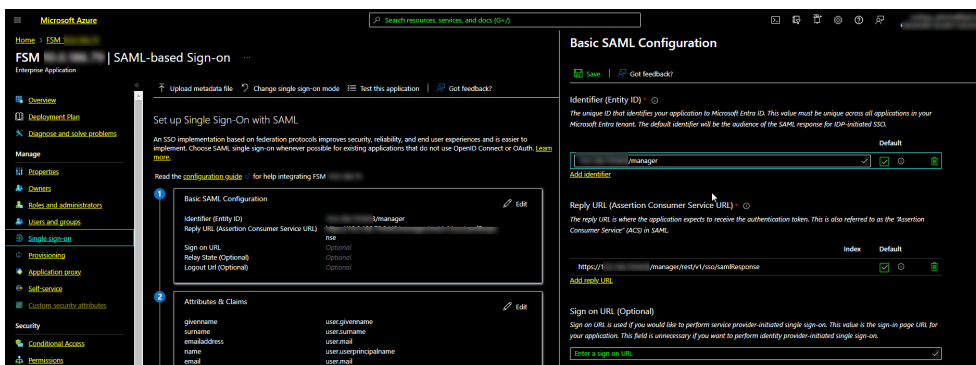 Microsoft Azure
Search resources, services, and docs (G+/)
Home > FSM
FSM | SAML-based Sign-on ...
Enterprise Application
Overview
Deployment Plan
Diagnose and solve problems
Manage
Properties
Owners
Roles and administrators
Users and groups
Single sign-on
Provisioning
Application proxy
Self-service
Custom security attributes
Security
Conditional Access
Permissions
Upload metadata file Change single sign-on mode Test this application Got feedback?
Set up Single Sign-On with SAML
An SSO implementation based on federation protocols improves security, reliability, and end user experiences and is easier to
implement. Choose SAML single sign-on whenever possible for existing applications that do not use OpenID Connect or OAuth. Learn
more.
Read the configuration guide for help integrating FSM
1
Basic SAML Configuration
Edit
Identifier (Entity ID) /manager
Reply URL (Assertion Consumer Service URL)
nse
Sign on URL Optional
Relay State (Optional) Optional
Logout Url (Optional) Optional
2
Attributes & Claims
Edit
givenname user.givenname
surname user.surname
emailaddress user.mail
name user.userprincipalname
email user.mail
Basic SAML Configuration
Save Got feedback?
Identifier (Entity ID) *
The unique ID that identifies your application to Microsoft Entra ID. This value must be unique across all applications in your
Microsoft Entra tenant. The default identifier will be the audience of the SAML response for IDP-initiated SSO.
Default
/manager
Add identifier
Reply URL (Assertion Consumer Service URL) *
The reply URL is where the application expects to receive the authentication token. This is also referred to as the "Assertion
Consumer Service" (ACS) in SAML.
Index Default
https://1 /manager/rest/v1/sso/samlResponse
Add reply URL
Sign on URL (Optional)
Sign on URL is used if you would like to perform service provider-initiated single sign-on. This value is the sign-in page URL for
your application. This field is unnecessary if you want to perform identity provider-initiated single sign-on.
Enter a sign on URL